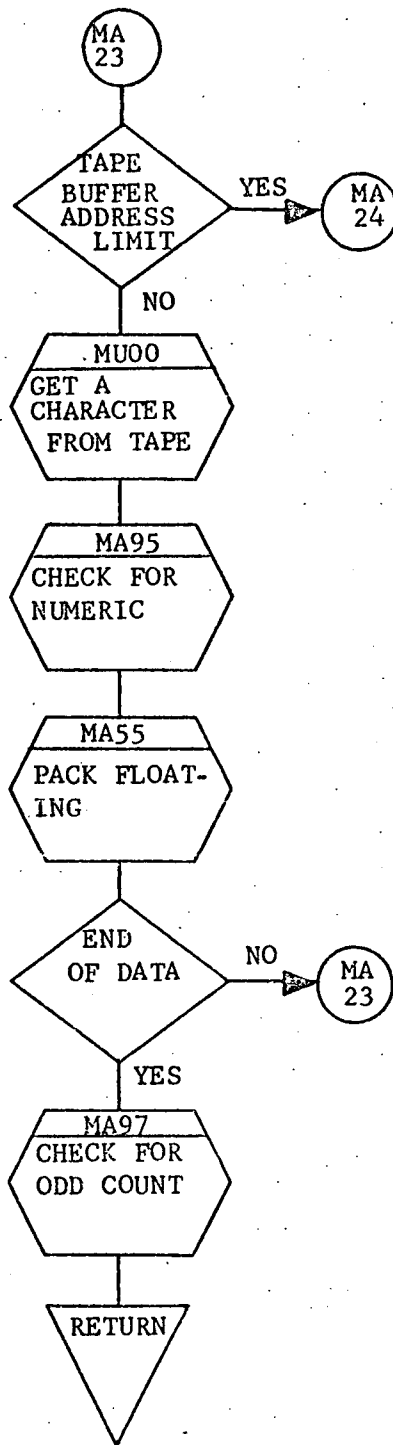 MA
23
TAPE
BUFFER
ADDRESS
LIMIT
YES
MA
24
NO
MU00
GET A
CHARACTER
FROM TAPE
MA95
CHECK FOR
NUMERIC
MA55
PACK FLOAT-
ING
END
OF DATA
NO
MA
23
YES
MA97
CHECK FOR
ODD COUNT
RETURN